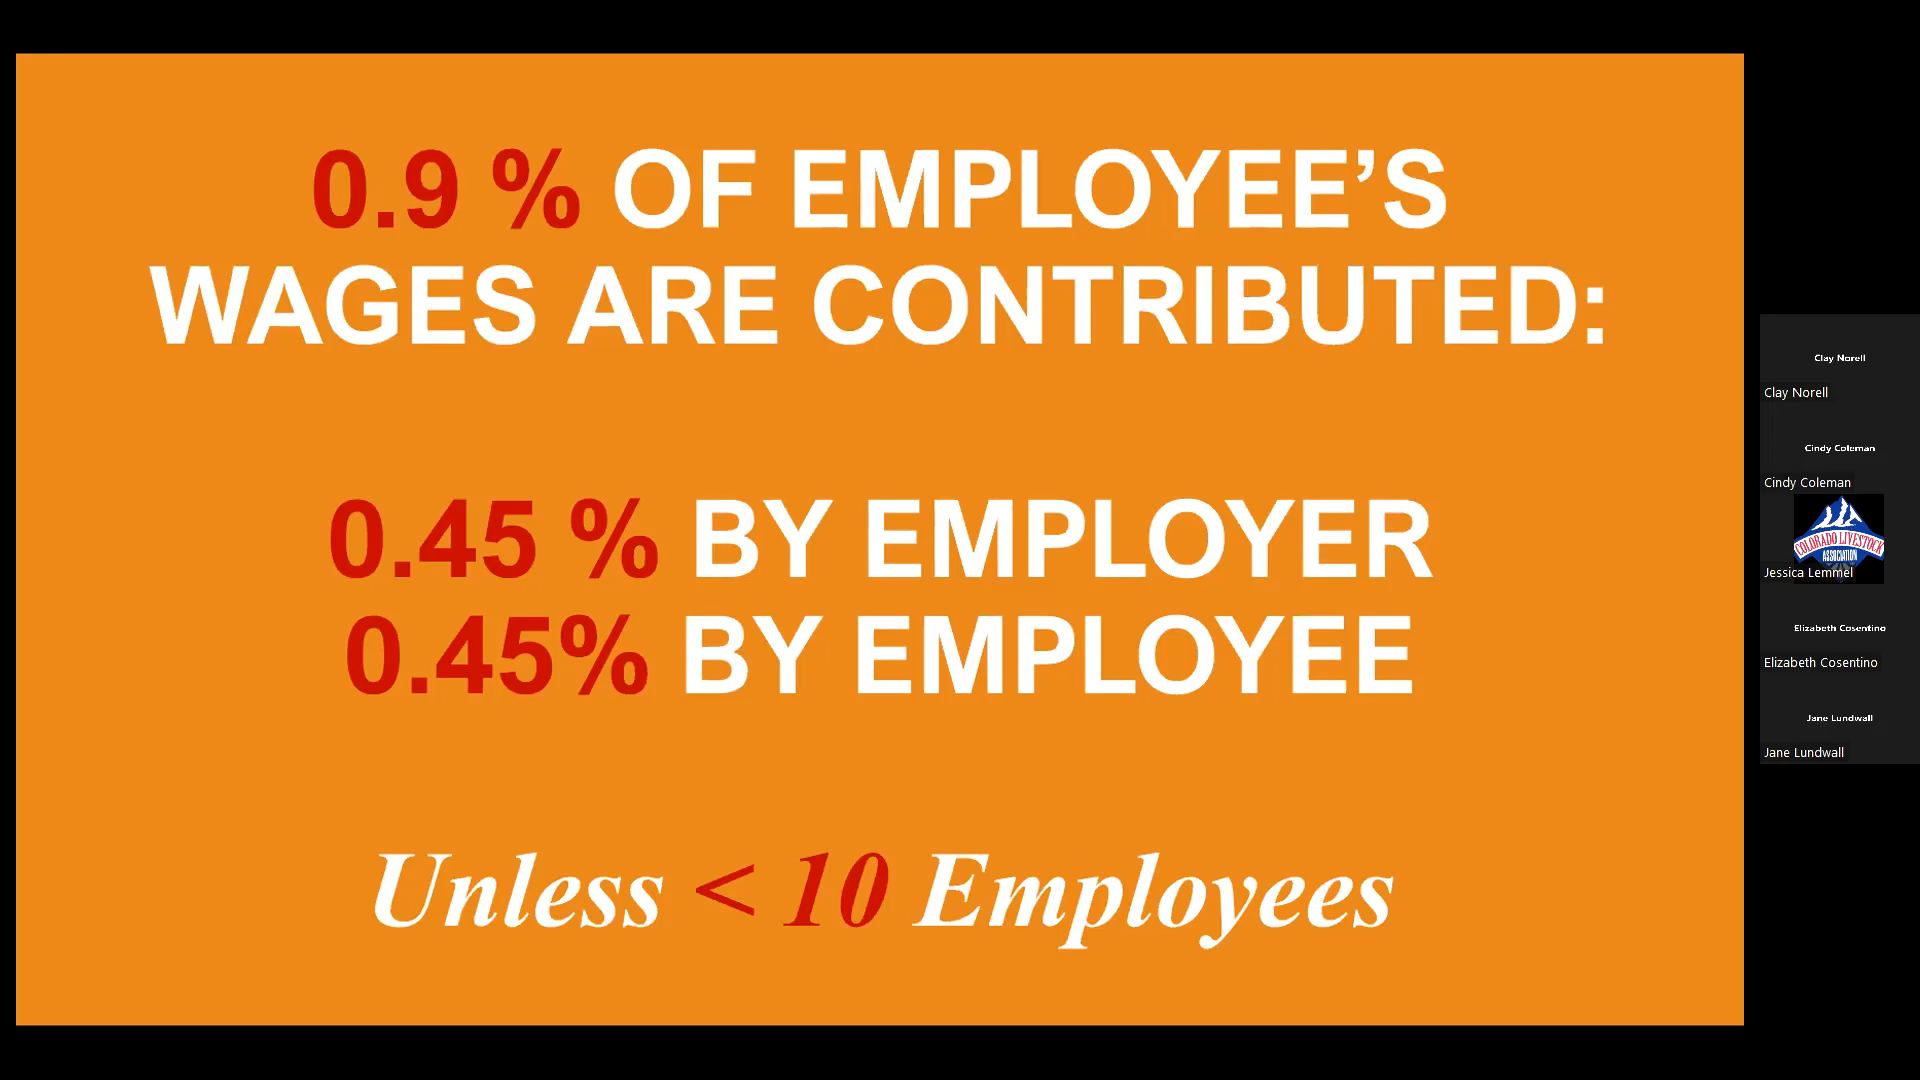 0.9 % OF EMPLOYEE’S
WAGES ARE CONTRIBUTED:
0.45 % BY EMPLOYER
0.45% BY EMPLOYEE
Unless < 10 Employees
Clay Norell
Clay Norell
Cindy Coleman
Cindy Coleman
COLORADO LIVESTOCK
ASSOCIATION
Jessica Lemmel
Elizabeth Cosentino
Elizabeth Cosentino
Jane Lundwall
Jane Lundwall